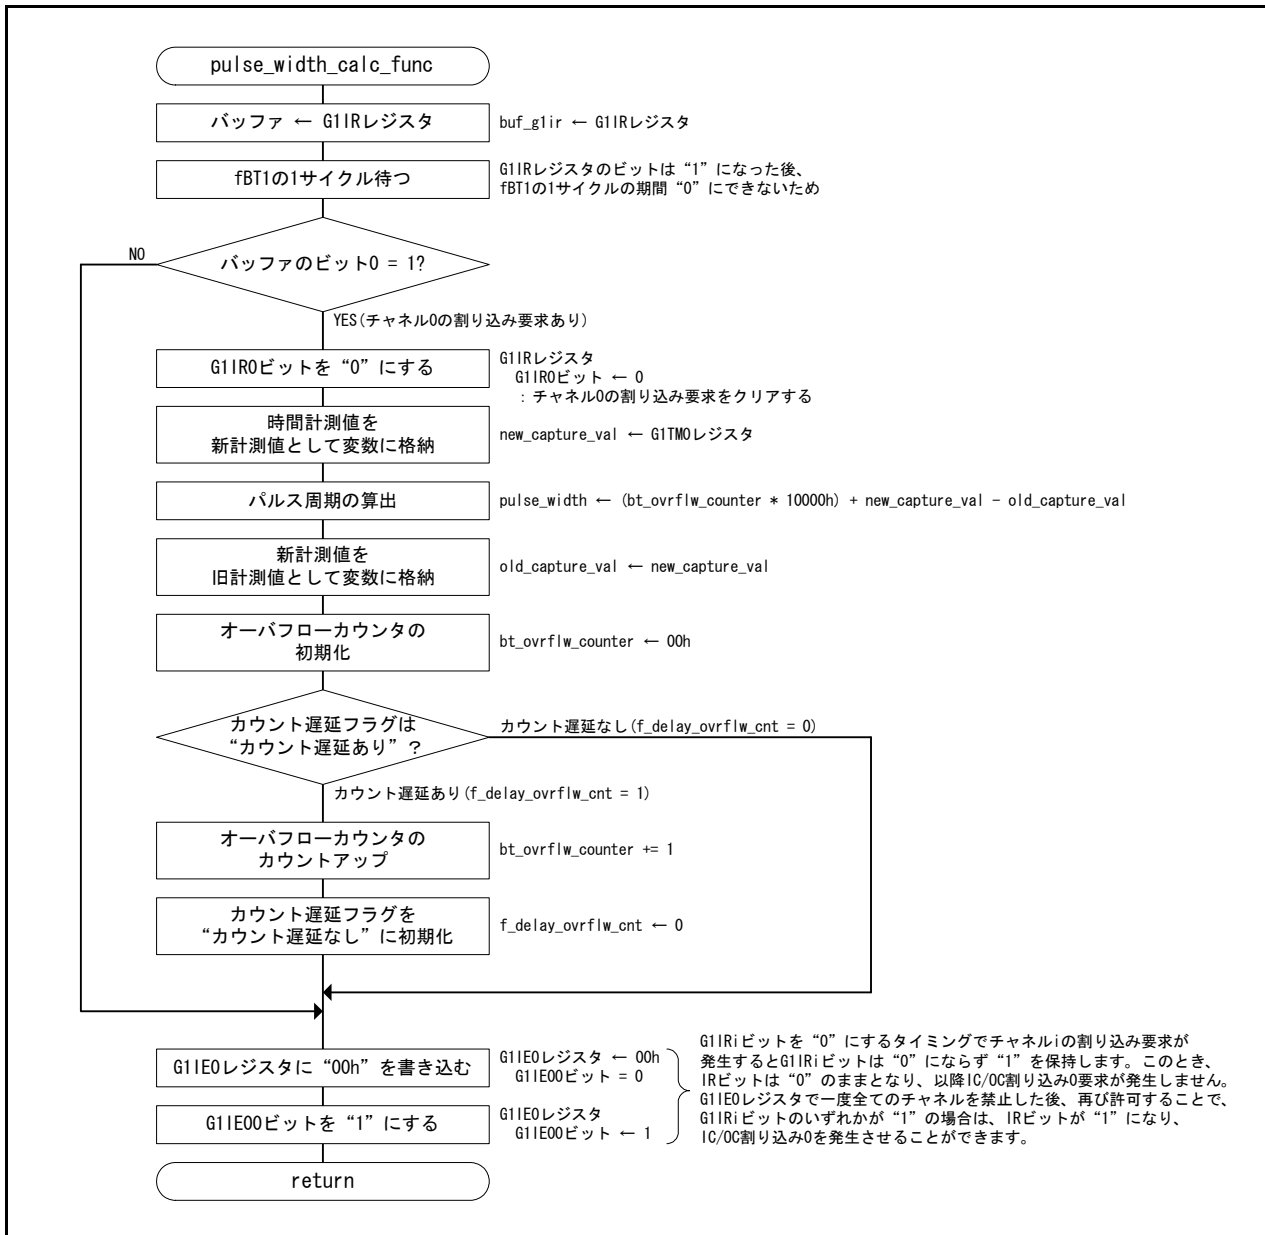 pulse_width_calc_func
バッファ ← G1IRレジスタ
buf_g1ir ← G1IRレジスタ
fBT1の1サイクル待つ
G1IRレジスタのビットは“1”になった後、
fBT1の1サイクルの期間“0”にできないため
バッファのビット0 = 1?
NO
YES(チャネル0の割り込み要求あり)
G1IR0ビットを“0”にする
G1IRレジスタ
G1IR0ビット ← 0
：チャネル0の割り込み要求をクリアする
時間計測値を
新計測値として変数に格納
new_capture_val ← G1TM0レジスタ
パルス周期の算出
pulse_width ← (bt_ovrflw_counter * 10000h) + new_capture_val - old_capture_val
新計測値を
旧計測値として変数に格納
old_capture_val ← new_capture_val
オーバフローカウンタの
初期化
bt_ovrflw_counter ← 00h
カウント遅延フラグは
“カウント遅延あり”？
カウント遅延なし(f_delay_ovrflw_cnt = 0)
カウント遅延あり(f_delay_ovrflw_cnt = 1)
オーバフローカウンタの
カウントアップ
bt_ovrflw_counter += 1
カウント遅延フラグを
“カウント遅延なし”に初期化
f_delay_ovrflw_cnt ← 0
G1IE0レジスタに“00h”を書き込む
G1IE0レジスタ ← 00h
G1IE00ビット = 0
G1IE00ビットを“1”にする
G1IE0レジスタ
G1IE00ビット ← 1
G1IRiビットを“0”にするタイミングでチャネルiの割り込み要求が
発生するとG1IRiビットは“0”にならず“1”を保持します。このとき、
IRビットは“0”のままとなり、以降IC/OC割り込み0要求が発生しません。
G1IE0レジスタで一度全てのチャネルを禁止した後、再び許可することで、
G1IRiビットのいずれかが“1”の場合は、IRビットが“1”になり、
IC/OC割り込み0を発生させることができます。
return